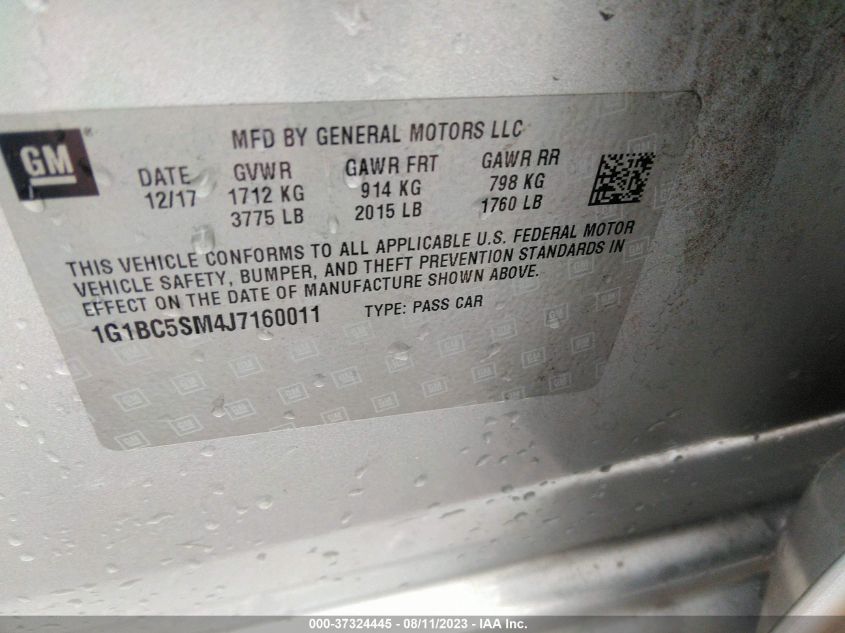 GM®
MFD BY GENERAL MOTORS LLC
DATE GVWR GAWR FRT GAWR RR
12/17 1712 KG 914 KG 798 KG
3775 LB 2015 LB 1760 LB
THIS VEHICLE CONFORMS TO ALL APPLICABLE U.S. FEDERAL MOTOR
VEHICLE SAFETY, BUMPER, AND THEFT PREVENTION STANDARDS IN
EFFECT ON THE DATE OF MANUFACTURE SHOWN ABOVE.
1G1BC5SM4J7160011 TYPE: PASS CAR
000-37324445 - 08/11/2023 - IAA Inc.